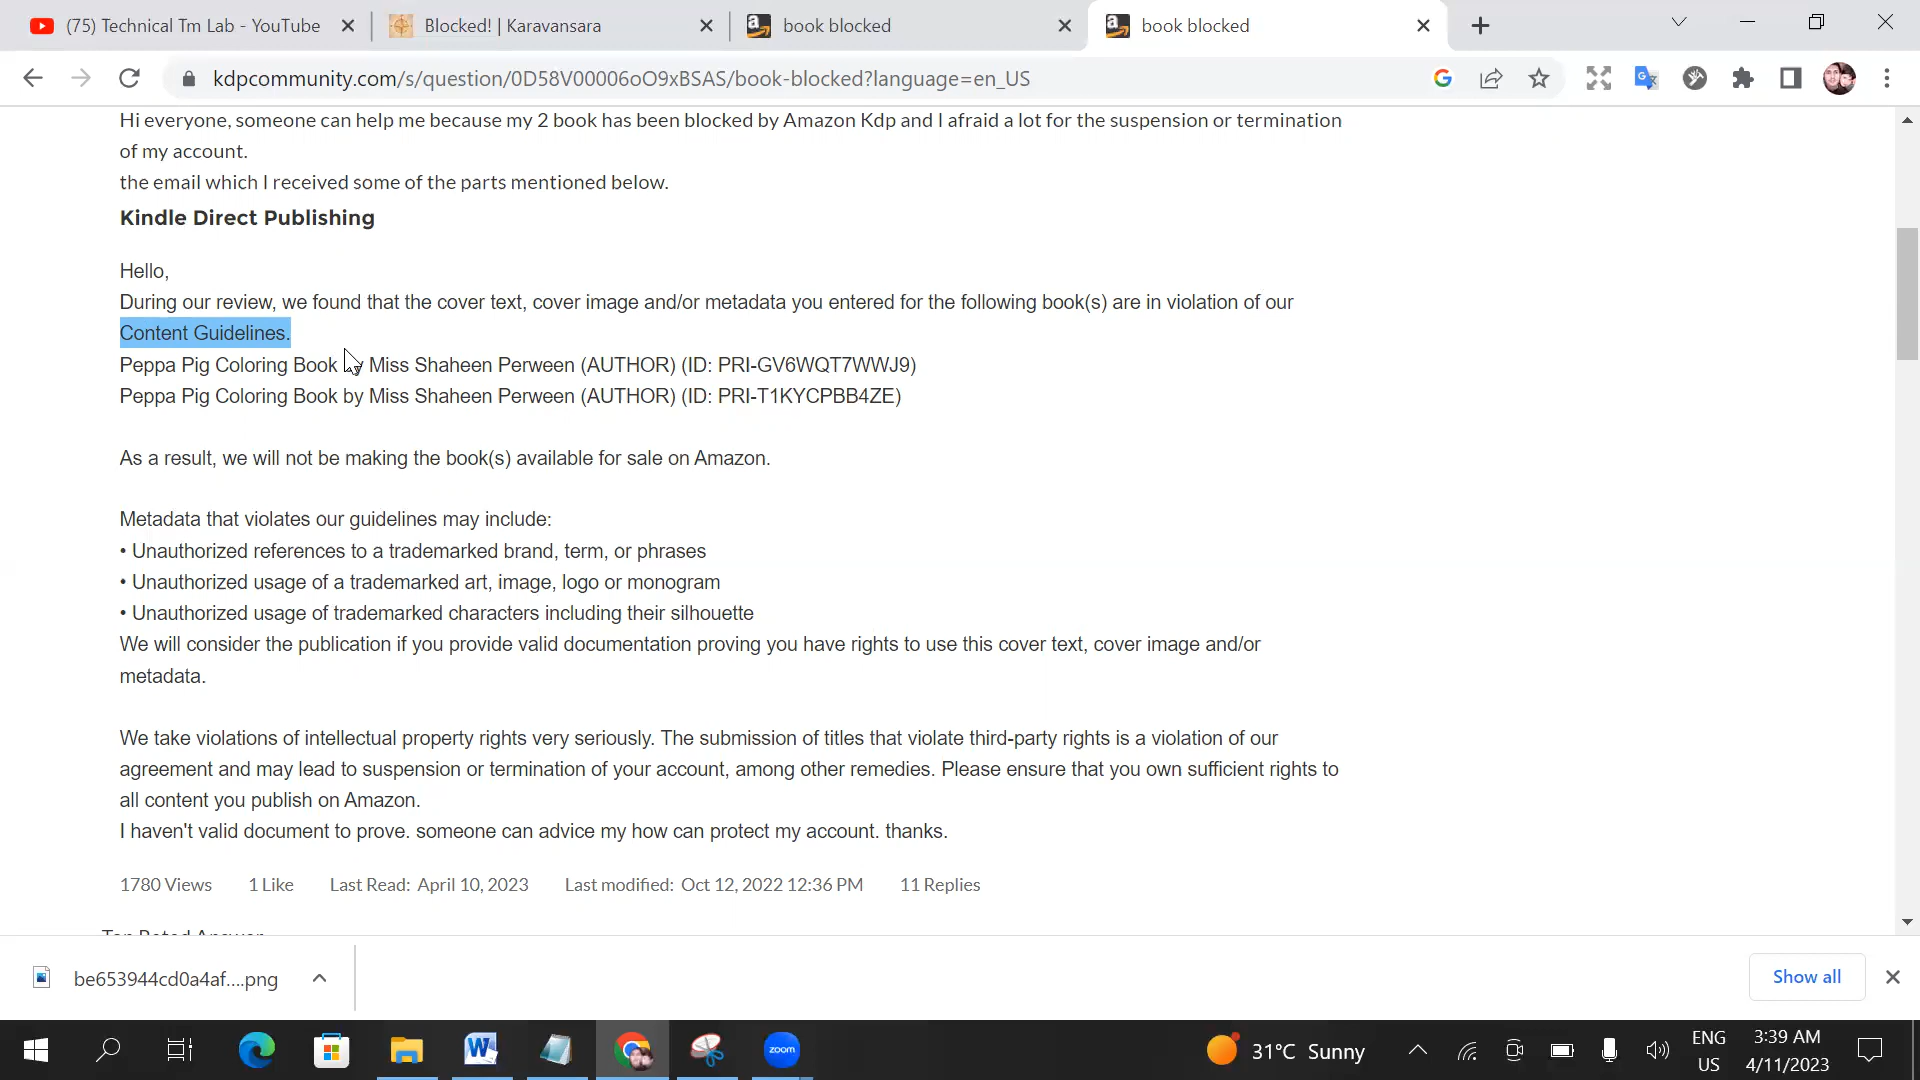 (75) Technical Tm Lab - YouTube
Blocked! | Karavansara
book blocked
book blocked
kdpcommunity.com/s/question/0D58V00006oO9xBSAS/book-blocked?language=en_US
Hi everyone, someone can help me because my 2 book has been blocked by Amazon Kdp and I afraid a lot for the suspension or termination
of my account.
the email which I received some of the parts mentioned below.
Kindle Direct Publishing
Hello,
During our review, we found that the cover text, cover image and/or metadata you entered for the following book(s) are in violation of our
Content Guidelines.
Peppa Pig Coloring Book by Miss Shaheen Perween (AUTHOR) (ID: PRI-GV6WQT7WWJ9)
Peppa Pig Coloring Book by Miss Shaheen Perween (AUTHOR) (ID: PRI-T1KYCPBB4ZE)
As a result, we will not be making the book(s) available for sale on Amazon.
Metadata that violates our guidelines may include:
• Unauthorized references to a trademarked brand, term, or phrases
• Unauthorized usage of a trademarked art, image, logo or monogram
• Unauthorized usage of trademarked characters including their silhouette
We will consider the publication if you provide valid documentation proving you have rights to use this cover text, cover image and/or
metadata.
We take violations of intellectual property rights very seriously. The submission of titles that violate third-party rights is a violation of our
agreement and may lead to suspension or termination of your account, among other remedies. Please ensure that you own sufficient rights to
all content you publish on Amazon.
I haven't valid document to prove. someone can advice my how can protect my account. thanks.
1780 Views 1 Like Last Read: April 10, 2023 Last modified: Oct 12, 2022 12:36 PM 11 Replies
Top Rated Answer
be653944cd0a4af....png
Show all
zoom
31°C Sunny
ENG
US
3:39 AM
4/11/2023